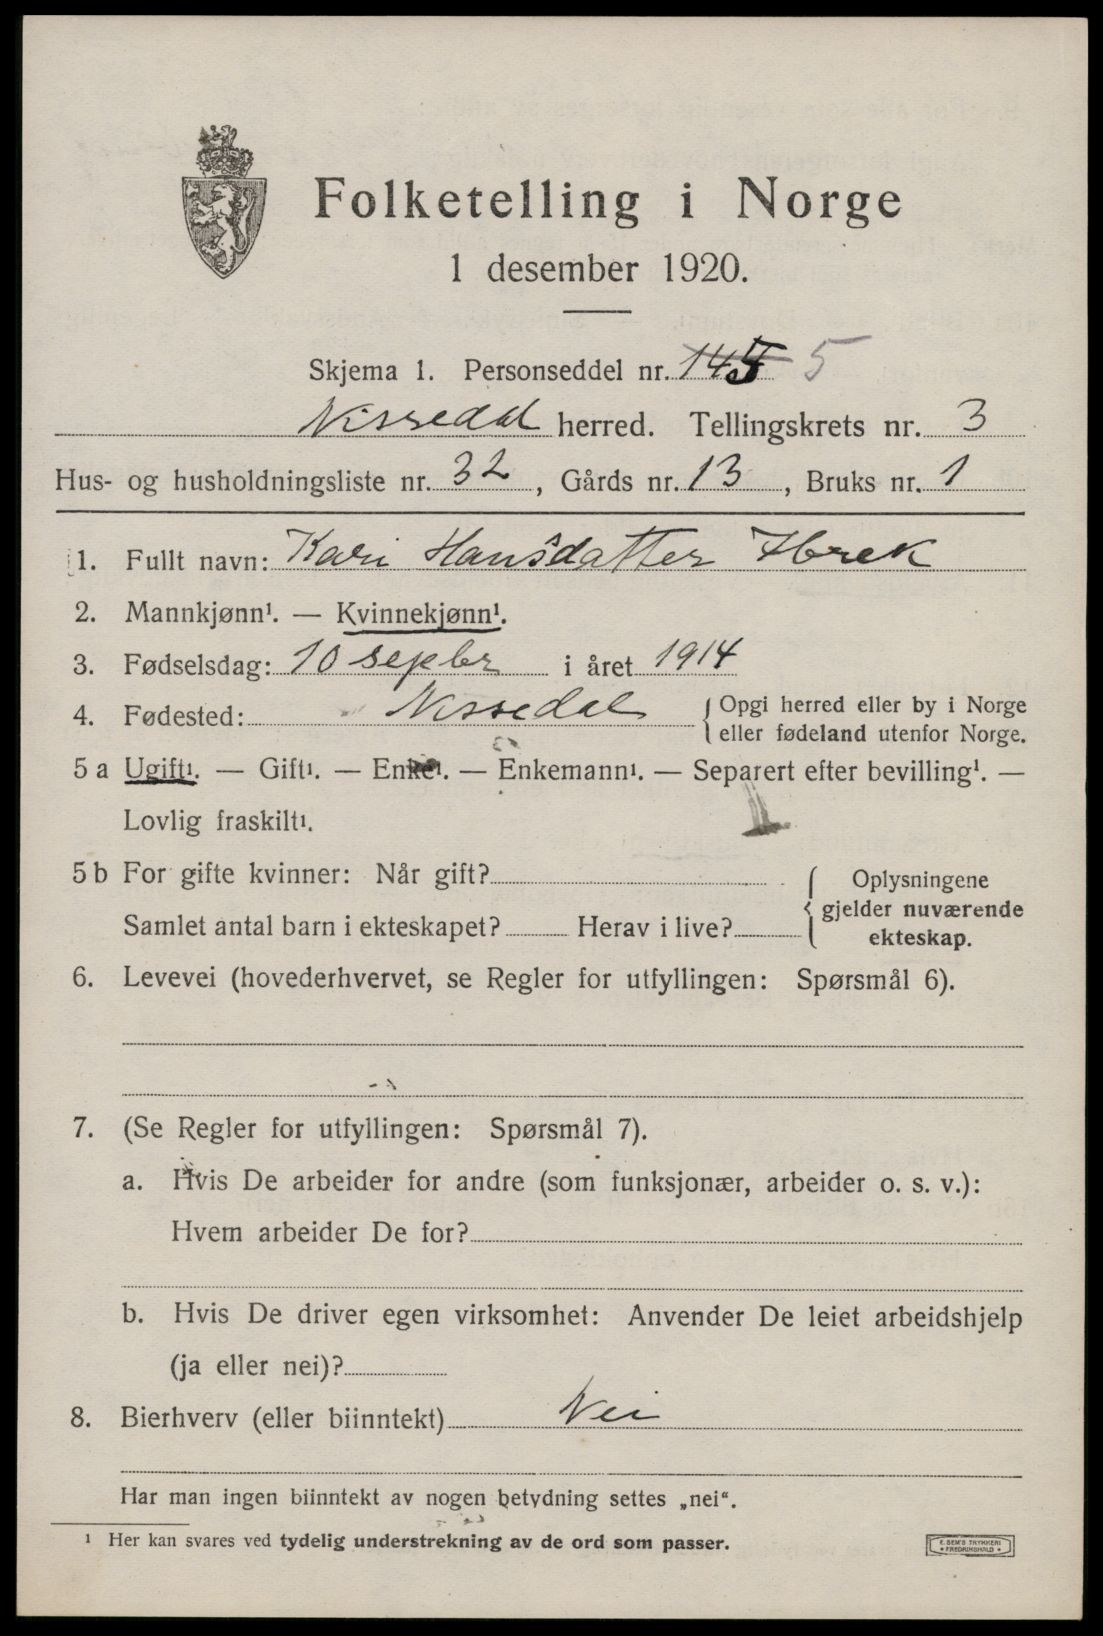 Folketelling i Norge
1 desember 1920.
Skjema 1. Personseddel nr. 145 5
Nissedal herred. Tellingskrets nr. 3
Hus- og husholdningsliste nr. 32, Gårds nr. 13, Bruks nr. 1
1. Fullt navn: Kari Hansdatter
2. Mannkjønn¹. — Kvinnekjønn¹.
3. Fødselsdag: 10 sepbr i året 1914
4. Fødested: Nissedal { Opgi herred eller by i Norge
eller fødeland utenfor Norge.
5 a Ugift¹. — Gift¹. — Enke¹. — Enkemann¹. — Separert efter bevilling¹. —
Lovlig fraskilt¹.
5 b For gifte kvinner: Når gift?
Samlet antal barn i ekteskapet? Herav i live?
{ Oplysningene
gjelder nuværende
ekteskap.
6. Levevei (hovederhvervet, se Regler for utfyllingen: Spørsmål 6).
7. (Se Regler for utfyllingen: Spørsmål 7).
a. Hvis De arbeider for andre (som funksjonær, arbeider o. s. v.):
Hvem arbeider De for?
b. Hvis De driver egen virksomhet: Anvender De leiet arbeidshjelp
(ja eller nei)?
8. Bierhverv (eller biinntekt) Nei
Har man ingen biinntekt av nogen betydning settes „nei“.
¹ Her kan svares ved tydelig understrekning av de ord som passer.
E. SEM'S TRYKKERI
* FREDRIKSHALD *